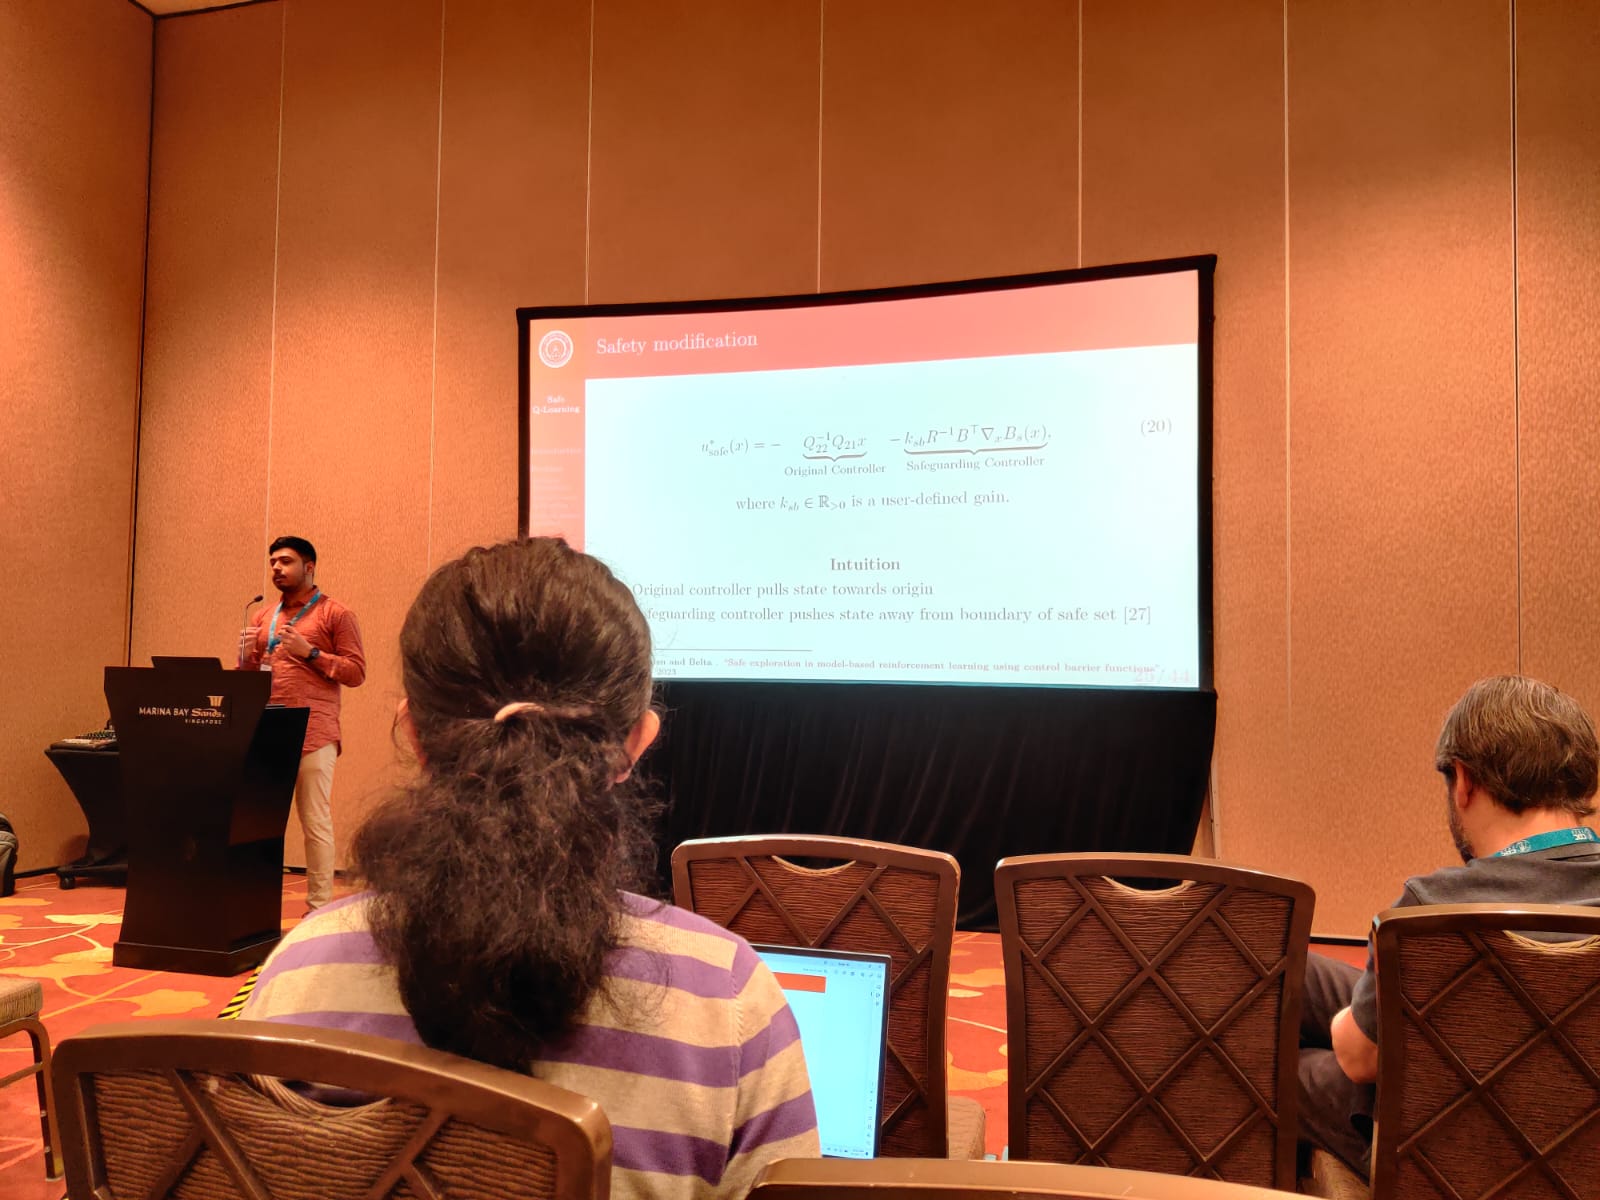 Safety modification
Safe
Q-Learning
u*safe(x) = − Q22^−1 Q21 x − ksb R^−1 B^⊤ ∇x Bs(x), (20)
Original Controller Safeguarding Controller
where ksb ∈ ℝ>0 is a user-defined gain.
Intuition
Original controller pulls state towards origin
feguarding controller pushes state away from boundary of safe set [27]
and Belta . "Safe exploration in model-based reinforcement learning using control barrier functions",
2023
25/44
MARINA BAY Sands
SINGAPORE